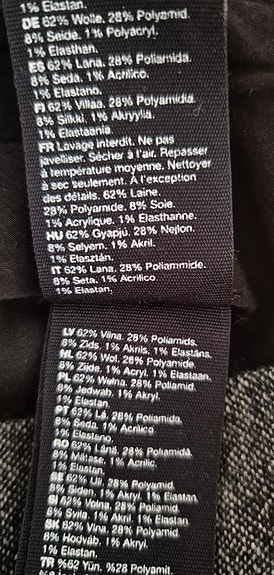 1% Elastan.
DE 62% Wolle. 28% Polyamid.
8% Seide. 1% Polyacryl.
1% Elasthan.
ES 62% Lana. 28% Poliamida.
8% Seda. 1% Acrílico.
1% Elastano.
FI 62% Villaa. 28% Polyamidia.
8% Silkki. 1% Akryylia.
1% Elastaania
FR Lavage interdit. Ne pas
javelliser. Sécher à l'air. Repasser
à température moyenne. Nettoyer
à sec seulement. À l'exception
des détails. 62% Laine.
28% Polyamide. 8% Soie.
1% Acrylique. 1% Elasthanne.
HU 62% Gyapjú. 28% Nejlon.
8% Selyem. 1% Akril.
1% Elasztán.
IT 62% Lana. 28% Poliammide.
8% Seta. 1% Acrilico.
1% Elastan.
LV 62% Vilna. 28% Poliamīds.
8% Zīds. 1% Akrils. 1% Elastāns.
NL 62% Wol. 28% Polyamide.
8% Zijde. 1% Acryl. 1% Elastaan.
PL 62% Wełna. 28% Poliamid.
8% Jedwab. 1% Akryl.
1% Elastan.
PT 62% Lã. 28% Poliamida.
8% Seda. 1% Acrílico
1% Elastano
RO 62% Lână. 28% Poliamidă.
8% Mătase. 1% Acrilic.
1% Elastan.
SE 62% Ull. 28% Polyamid.
8% Siden. 1% Akryl. 1% Elastan.
SI 62% Volna. 28% Poliamid.
8% Svila. 1% Akril. 1% Elastan.
SK 62% Vlna. 28% Polyamid.
8% Hodváb. 1% Akryl.
1% Elastan.
TR %62 Yün. %28 Polyamit.